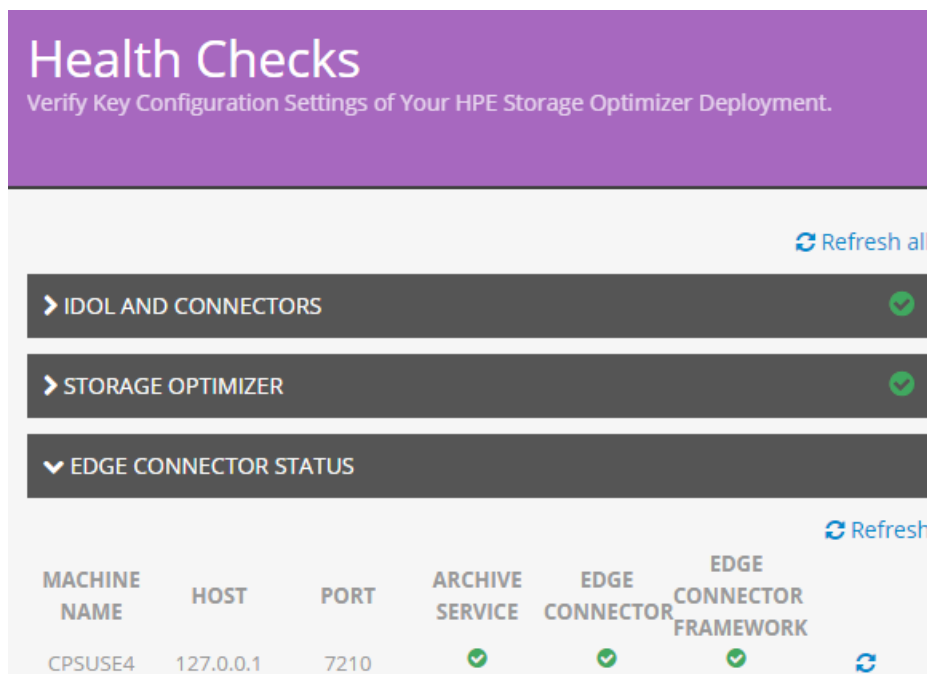 Health Checks
Verify Key Configuration Settings of Your HPE Storage Optimizer Deployment.
Refresh all
IDOL AND CONNECTORS
STORAGE OPTIMIZER
EDGE CONNECTOR STATUS
Refresh
MACHINE NAME HOST PORT ARCHIVE SERVICE EDGE CONNECTOR EDGE CONNECTOR FRAMEWORK
CPSUSE4 127.0.0.1 7210